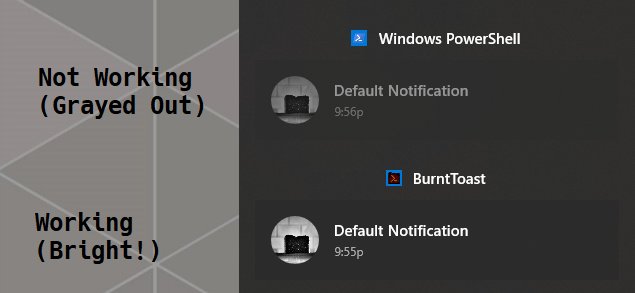 Not Working
(Grayed Out)
Working
(Bright!)
Windows PowerShell
Default Notification
9:56p
BurntToast
Default Notification
9:55p